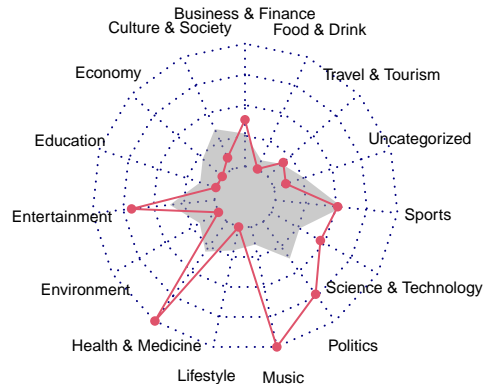 Business & Finance
Culture & Society
Food & Drink
Economy
Travel & Tourism
Education
Uncategorized
Entertainment
Sports
Environment
Science & Technology
Health & Medicine
Politics
Lifestyle
Music